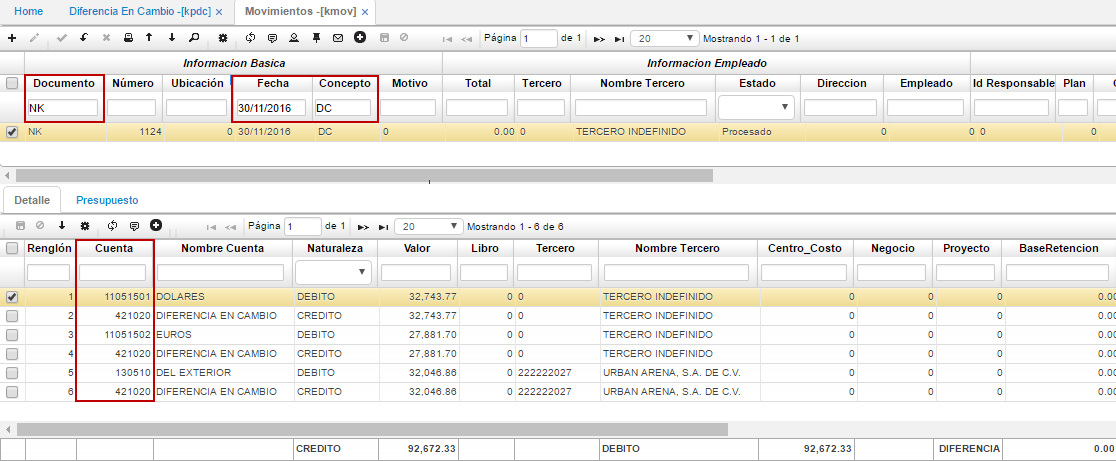 Home Diferencia En Cambio -[kpdc] × Movimientos -[kmov] ×
Página 1 de 1 20 Mostrando 1 - 1 de 1
Informacion Basica Informacion Empleado
Documento Número Ubicación Fecha Concepto Motivo Total Tercero Nombre Tercero Estado Direccion Empleado Id Responsable Plan
NK 30/11/2016 DC
NK 1124 0 30/11/2016 DC 0 0.00 0 TERCERO INDEFINIDO Procesado 0 0 0 0
Detalle Presupuesto
Página 1 de 1 20 Mostrando 1 - 6 de 6
Renglón Cuenta Nombre Cuenta Naturaleza Valor Libro Tercero Nombre Tercero Centro_Costo Negocio Proyecto BaseRetencion
1 11051501 DOLARES DEBITO 32,743.77 0 0 TERCERO INDEFINIDO 0 0 0 0.00
2 421020 DIFERENCIA EN CAMBIO CREDITO 32,743.77 0 0 TERCERO INDEFINIDO 0 0 0 0.00
3 11051502 EUROS DEBITO 27,881.70 0 0 TERCERO INDEFINIDO 0 0 0 0.00
4 421020 DIFERENCIA EN CAMBIO CREDITO 27,881.70 0 0 TERCERO INDEFINIDO 0 0 0 0.00
5 130510 DEL EXTERIOR DEBITO 32,046.86 0 222222027 URBAN ARENA, S.A. DE C.V. 0 0 0 0.00
6 421020 DIFERENCIA EN CAMBIO CREDITO 32,046.86 0 222222027 URBAN ARENA, S.A. DE C.V. 0 0 0 0.00
CREDITO 92,672.33 DEBITO 92,672.33 DIFERENCIA 0.00